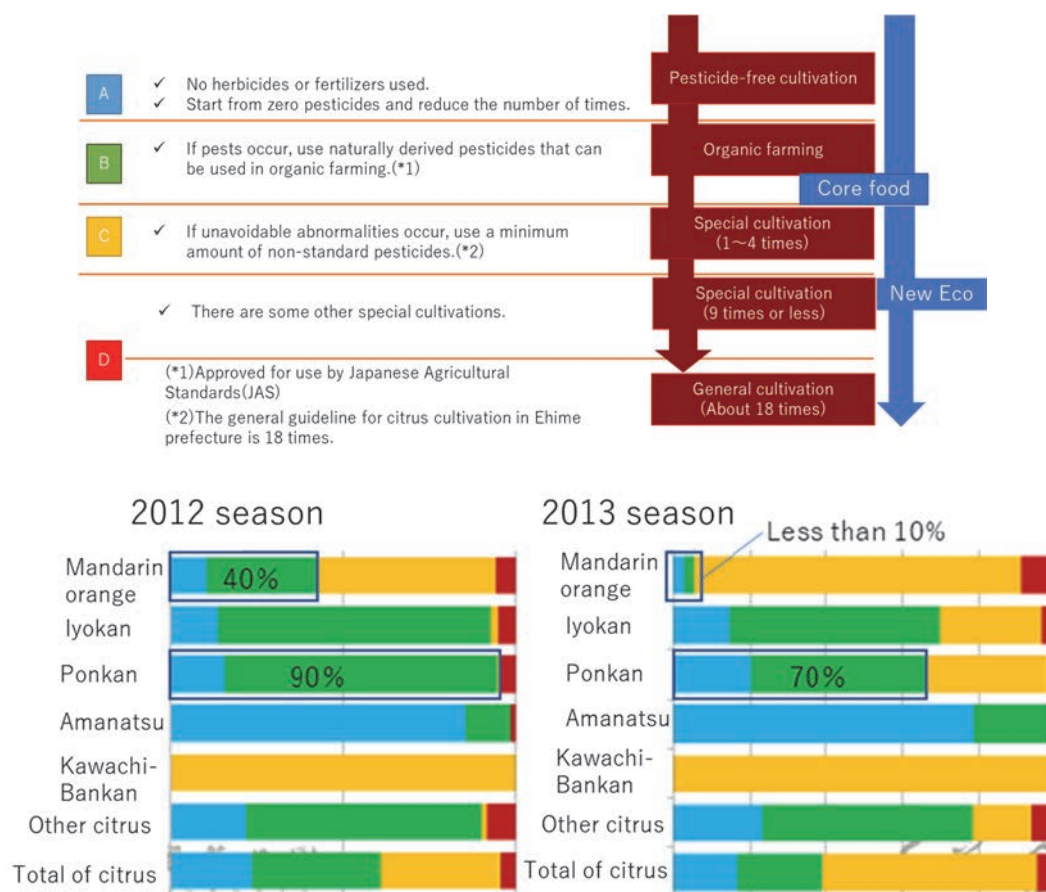 A
✓ No herbicides or fertilizers used.
✓ Start from zero pesticides and reduce the number of times.
Pesticide-free cultivation
B
✓ If pests occur, use naturally derived pesticides that can
be used in organic farming.(*1)
Organic farming
Core food
C
✓ If unavoidable abnormalities occur, use a minimum
amount of non-standard pesticides.(*2)
Special cultivation
(1～4 times)
✓ There are some other special cultivations.
Special cultivation
(9 times or less)
New Eco
D
(*1)Approved for use by Japanese Agricultural
Standards(JAS)
(*2)The general guideline for citrus cultivation in Ehime
prefecture is 18 times.
General cultivation
(About 18 times)
2012 season
Mandarin
orange
40%
Iyokan
Ponkan
90%
Amanatsu
Kawachi-
Bankan
Other citrus
Total of citrus
2013 season
Less than 10%
Mandarin
orange
Iyokan
Ponkan
70%
Amanatsu
Kawachi-
Bankan
Other citrus
Total of citrus